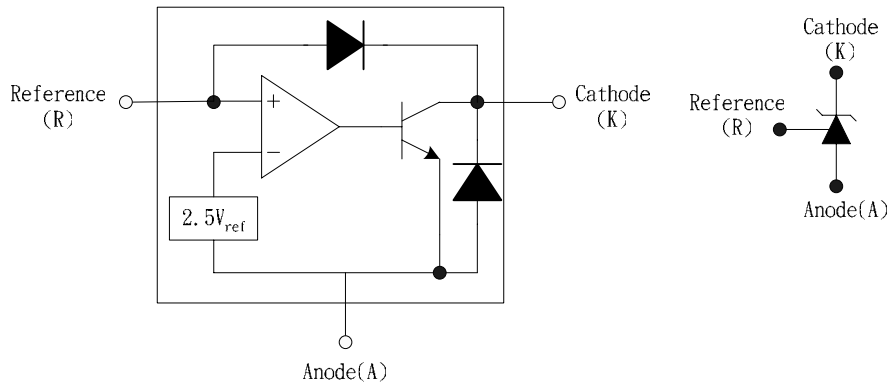 Reference
(R)
+
−
2.5Vref
Cathode
(K)
Anode(A)
Cathode
(K)
Reference
(R)
Anode(A)